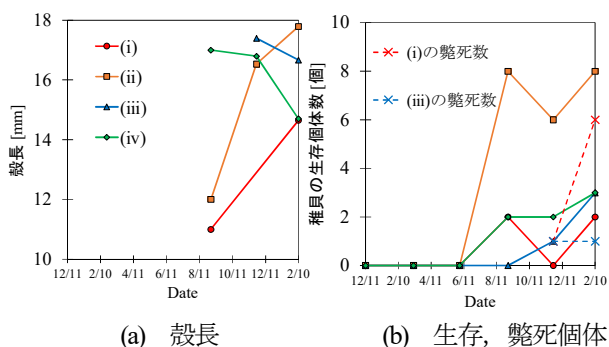 18
16
14
12
10
殻長 [mm]
(i)
(ii)
(iii)
(iv)
12/11 2/10 4/11 6/11 8/11 10/11 12/11 2/10
Date
(a) 殻長
10
8
6
4
2
0
稚貝の生存個体数 [個]
(i)の斃死数
(iii)の斃死数
12/11 2/10 4/11 6/11 8/11 10/11 12/11 2/10
Date
(b) 生存，斃死個体